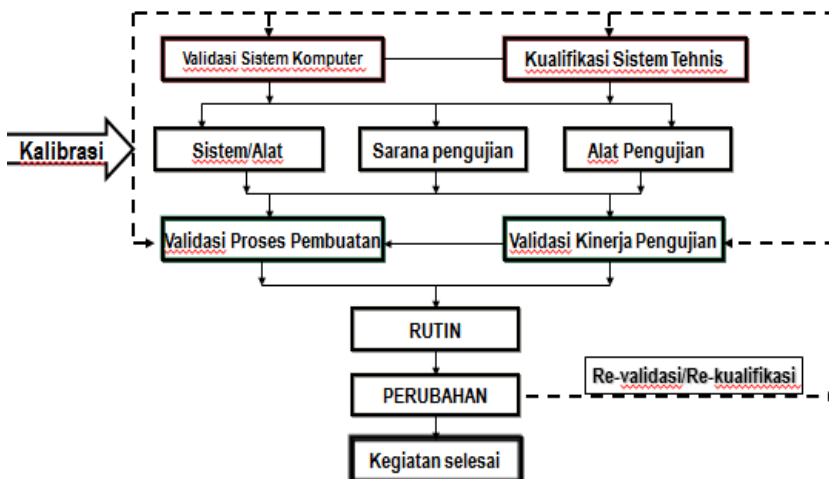 Validasi Sistem Komputer
Kualifikasi Sistem Tehnis
Kalibrasi
Sistem/Alat
Sarana pengujian
Alat Pengujian
Validasi Proses Pembuatan
Validasi Kinerja Pengujian
RUTIN
Re-validasi/Re-kualifikasi
PERUBAHAN
Kegiatan selesai